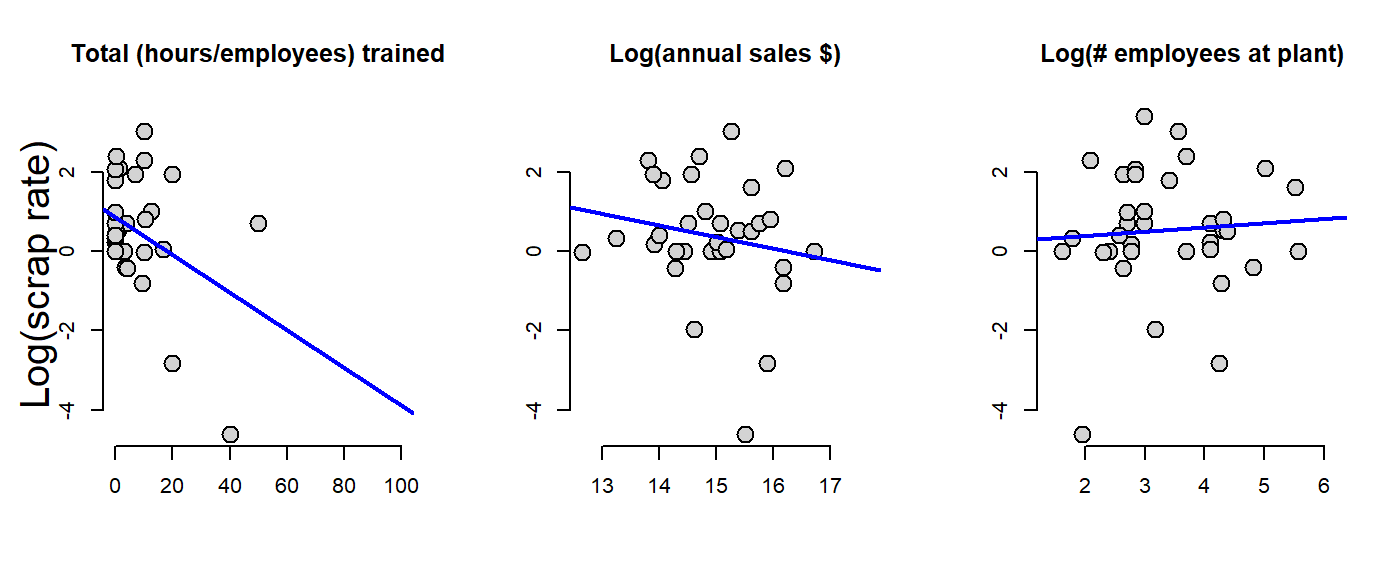 Total (hours/employees) trained
Log(annual sales $)
Log(# employees at plant)
Log(scrap rate)
2
0
-2
-4
0 20 40 60 80 100
2
0
-2
-4
13 14 15 16 17
2
0
-2
-4
2 3 4 5 6